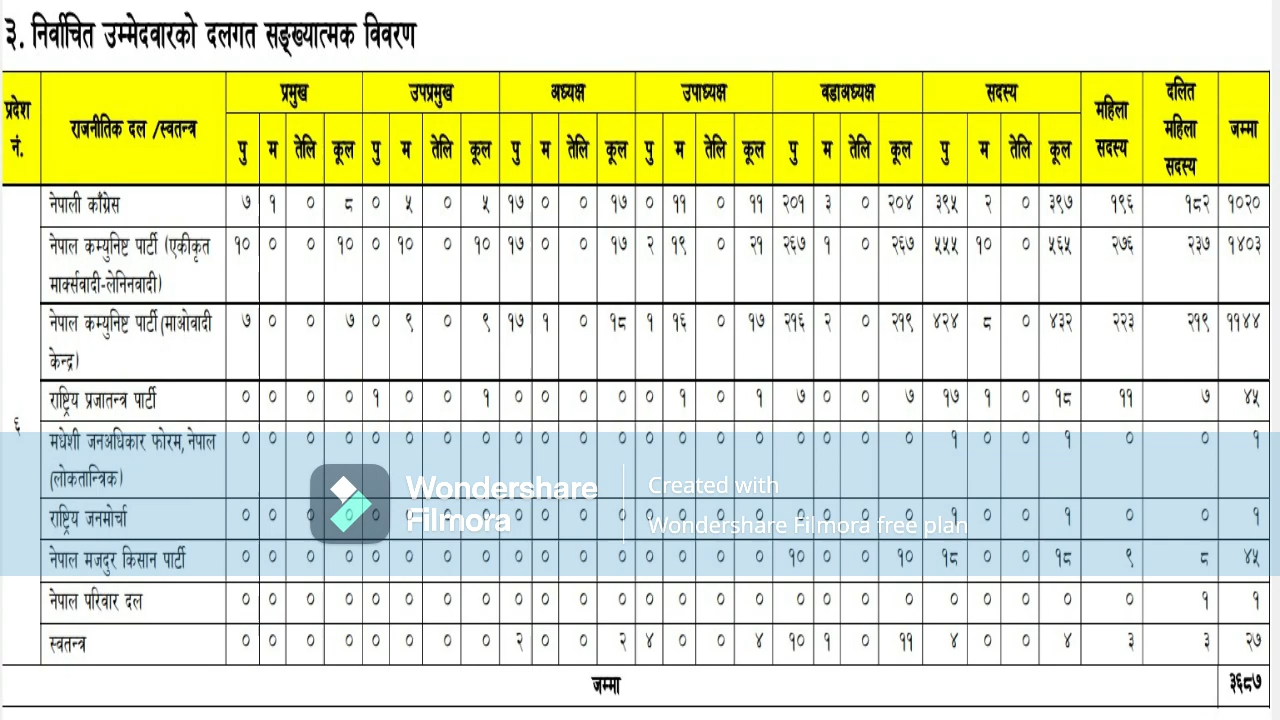 ३. निर्वाचित उम्मेदवारको दलगत सङ्ख्यात्मक विवरण
प्रदेश नं. राजनीतिक दल /स्वतन्त्र प्रमुख उपप्रमुख अध्यक्ष उपाध्यक्ष वडाअध्यक्ष सदस्य महिला सदस्य दलित महिला सदस्य जम्मा
पु म तेलि कूल पु म तेलि कूल पु म तेलि कूल पु म तेलि कूल पु म तेलि कूल पु म तेलि कूल
६
नेपाली काँग्रेस ७ १ ० ८ ० ५ ० ५ १७ ० ० १७ ० ११ ० ११ २०१ ३ ० २०४ ३९५ २ ० ३९७ १९६ १८२ १०२०
नेपाल कम्युनिष्ट पार्टी (एकीकृत १० ० ० १० ० १० ० १० १७ ० ० १७ २ १९ ० २१ २६७ १ ० २६७ ५५५ १० ० ५६५ २७६ २३७ १४०३
मार्क्सवादी-लेनिनवादी)
नेपाल कम्युनिष्ट पार्टी (माओवादी ७ ० ० ७ ० ९ ० ९ १७ १ ० १८ १ १६ ० १७ २१६ २ ० २१९ ४२४ ८ ० ४३२ २२३ २१९ ११४४
केन्द्र)
राष्ट्रिय प्रजातन्त्र पार्टी ० ० ० ० १ ० ० १ ० ० ० ० ० १ ० १ ७ ० ० ७ १७ १ ० १८ ११ ७ ४५
मधेशी जनअधिकार फोरम, नेपाल ० ० ० ० ० ० ० ० ० ० ० ० ० ० ० ० ० ० ० ० १ ० ० १ ० ० १
(लोकतान्त्रिक)
राष्ट्रिय जनमोर्चा ० ० ० ० ० ० ० ० ० ० ० ० ० ० ० ० ० ० ० ० १ ० ० १ ० ० १
नेपाल मजदुर किसान पार्टी ० ० ० ० ० ० ० ० ० ० ० ० ० ० ० ० १० ० ० १० १८ ० ० १८ ९ ८ ४५
नेपाल परिवार दल ० ० ० ० ० ० ० ० ० ० ० ० ० ० ० ० ० ० ० ० ० ० ० ० ० १ १
स्वतन्त्र ० ० ० ० ० ० ० ० २ ० ० २ ४ ० ० ४ १० १ ० ११ ४ ० ० ४ ३ ३ २७
जम्मा ३६८७
Wondershare
Filmora
Created with
Wondershare Filmora free plan